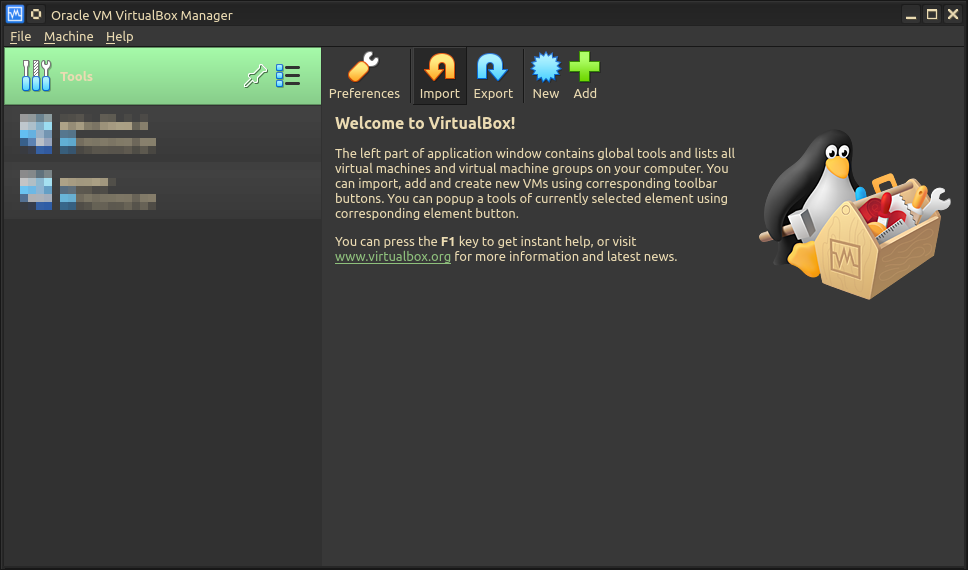 Oracle VM VirtualBox Manager
File Machine Help
Tools
Preferences Import Export New Add
Welcome to VirtualBox!
The left part of application window contains global tools and lists all
virtual machines and virtual machine groups on your computer. You
can import, add and create new VMs using corresponding toolbar
buttons. You can popup a tools of currently selected element using
corresponding element button.
You can press the F1 key to get instant help, or visit
www.virtualbox.org for more information and latest news.